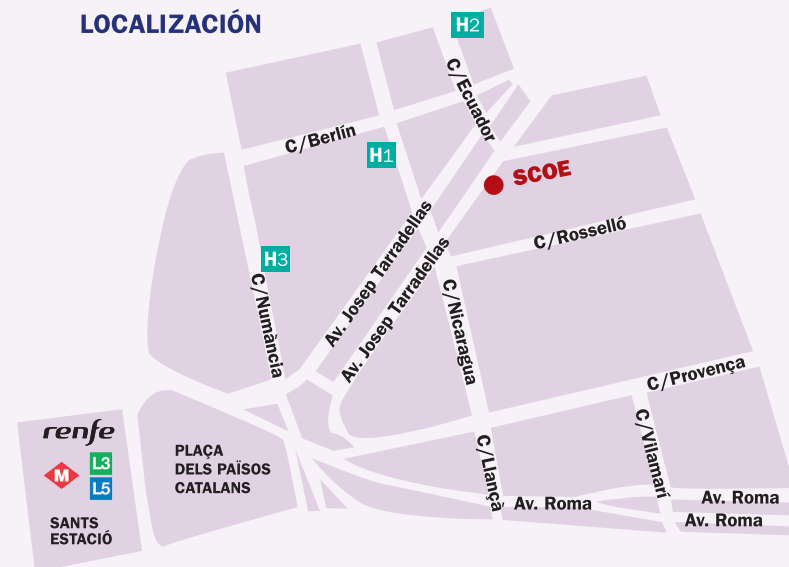 LOCALIZACIÓN
H2
C/Ecuador
C/Berlín
H1
SCOE
Av. Josep Tarradellas
Av. Josep Tarradellas
C/Rosselló
H3
C/Numància
C/Nicaragua
C/Provença
renfe
M
L3
L5
SANTS
ESTACIÓ
PLAÇA
DELS PAÏSOS
CATALANS
C/Llançà
C/Vilamarí
Av. Roma
Av. Roma
Av. Roma